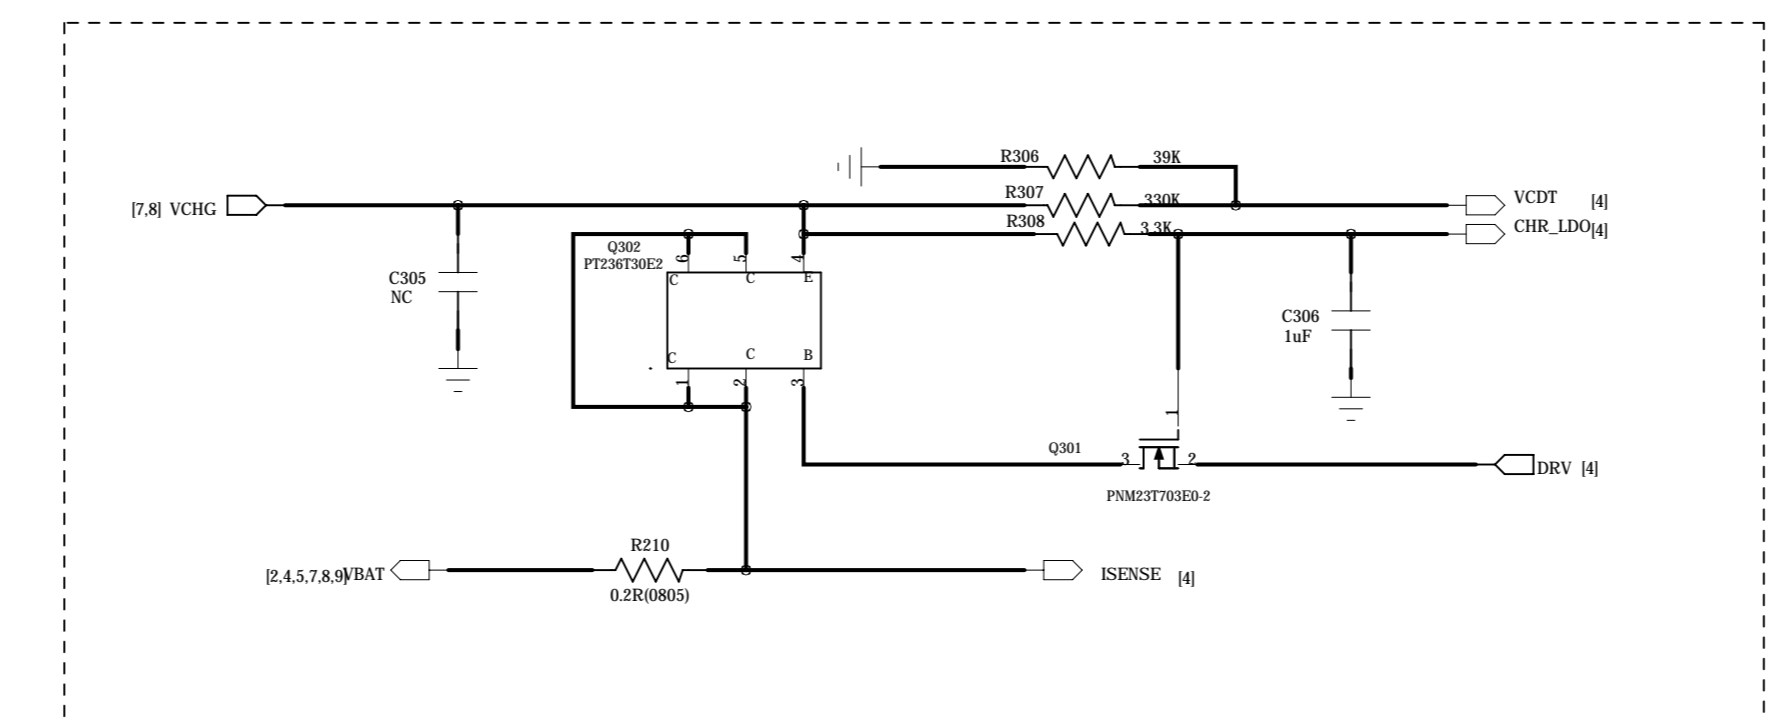 R306 39K
[7,8] VCHG R307 330K VCDT [4]
R308 3.3K CHR_LDO[4]
Q302
PT236T30E2
6 5 4
C C E
C305
NC
C306
1uF
C C B
1 2 3
1
Q301
3 2
DRV [4]
PNM23T703E0-2
R210
[2,4,5,7,8,9]VBAT ISENSE [4]
0.2R(0805)